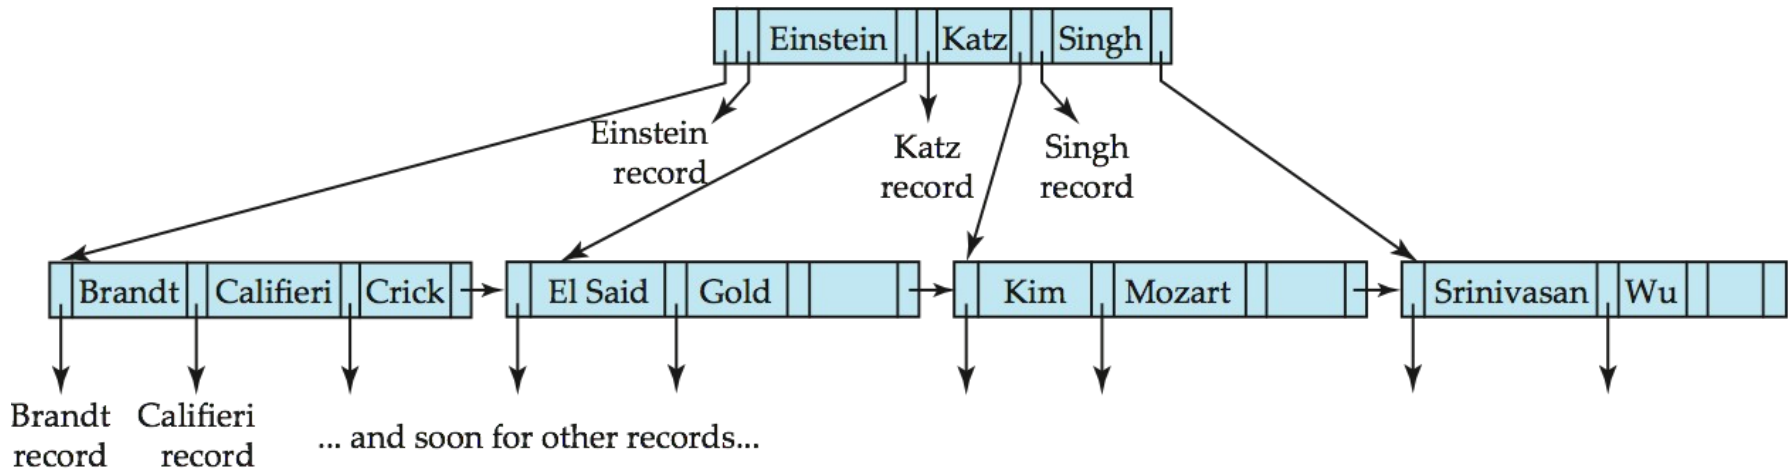 Einstein Katz Singh
Einstein
record
Katz
record
Singh
record
Brandt Califieri Crick El Said Gold Kim Mozart Srinivasan Wu
Brandt
record
Califieri
record
... and soon for other records...